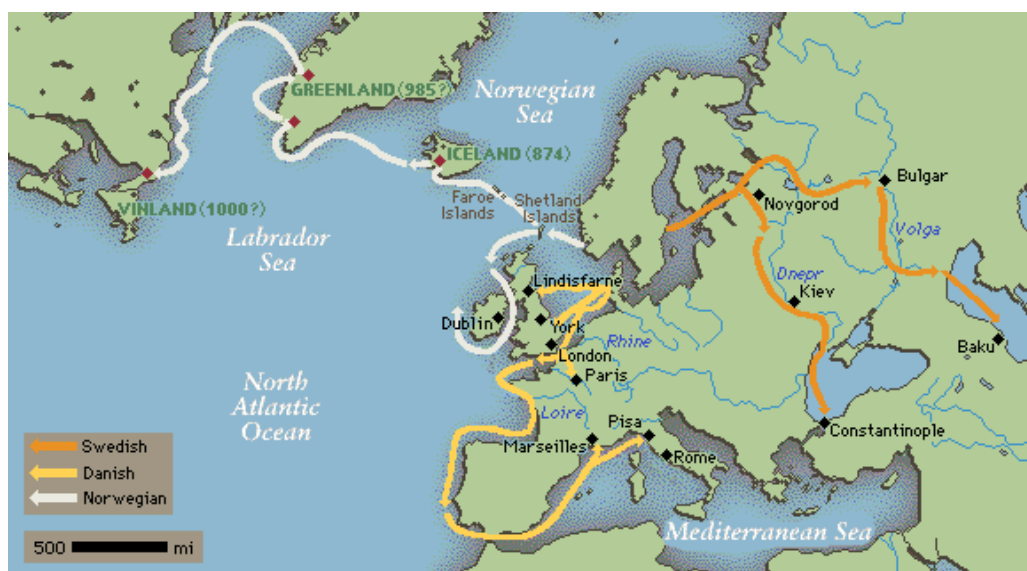 GREENLAND (985?)
Norwegian
Sea
ICELAND (874)
Bulgar
VINLAND (1000?)
Faroe
Islands
Shetland
Islands
Novgorod
Volga
Labrador
Sea
Dnepr
Kiev
Lindisfarne
Dublin
York
Rhine
London
Baku
Paris
North
Atlantic
Ocean
Loire
Pisa
Marseilles
Rome
Constantinople
Swedish
Danish
Norwegian
Mediterranean Sea
500 mi